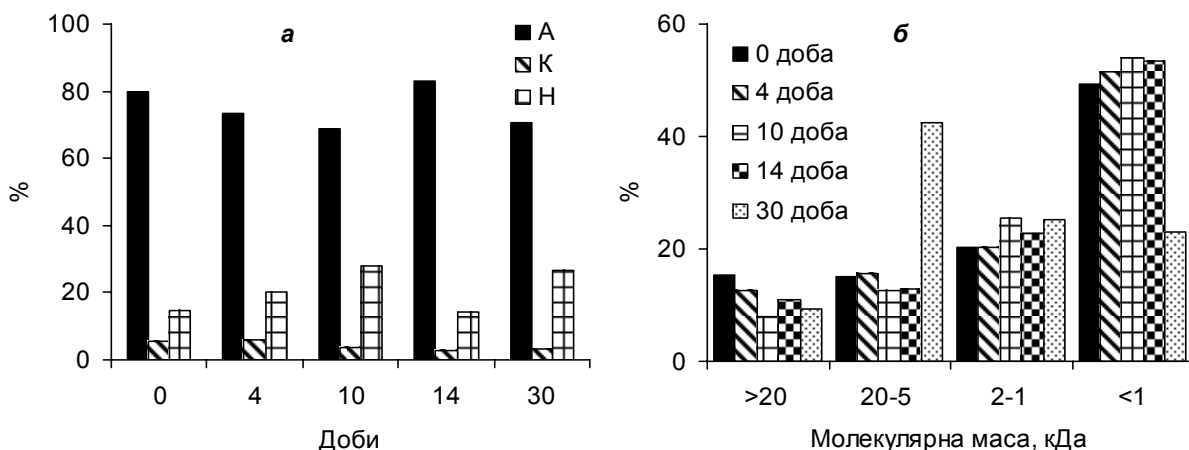 а
А
К
Н
100
80
60
40
20
0
%
0 4 10 14 30
Доби
б
0 доба
4 доба
10 доба
14 доба
30 доба
60
40
20
0
%
>20 20-5 2-1 <1
Молекулярна маса, кДа